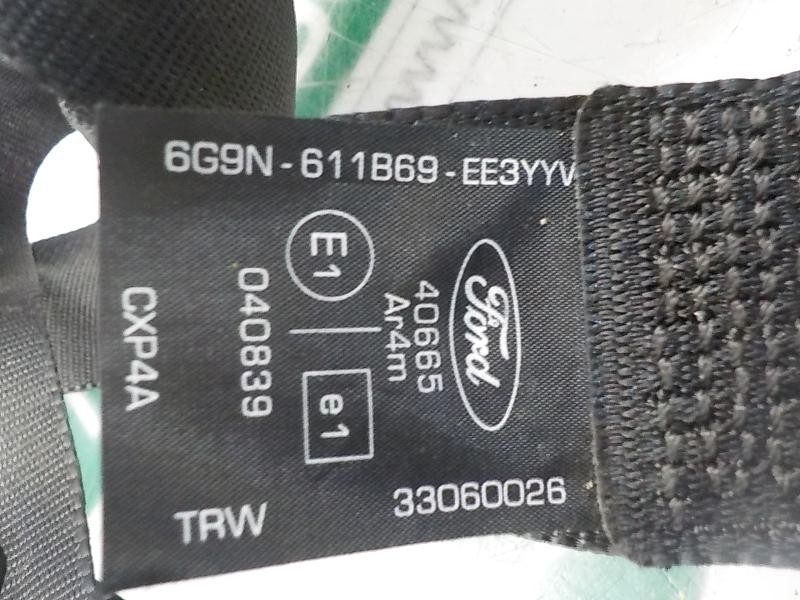 6G9N-611B69-EE3YYV
Ford
40665
Ar4m
E1
e1
040839
CXP4A
33060026
TRW